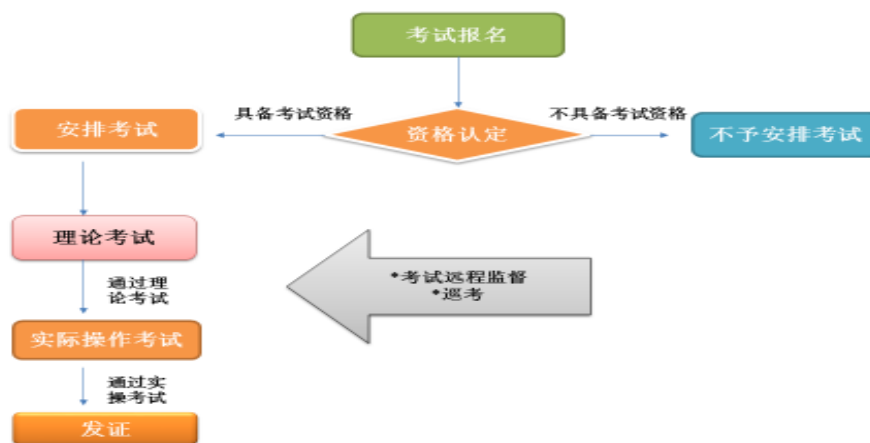 考试报名
具备考试资格
不具备考试资格
安排考试
资格认定
不予安排考试
理论考试
通过理
论考试
*考试远程监督
*巡考
实际操作考试
通过实
操考试
发证